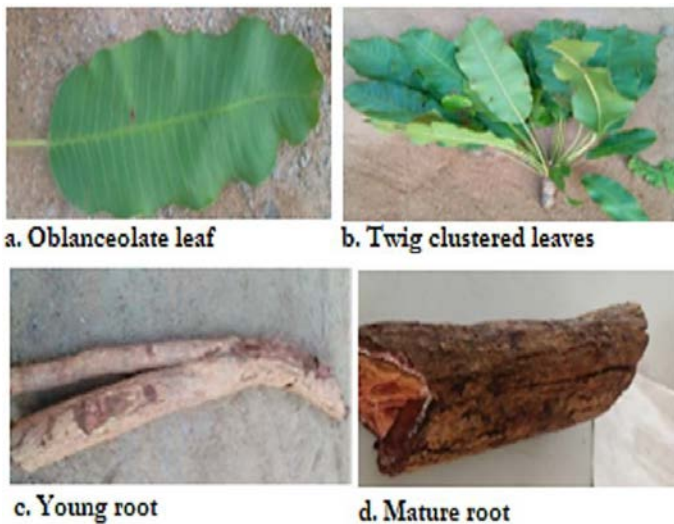 a. Oblanceolate leaf
b. Twig clustered leaves
c. Young root
d. Mature root